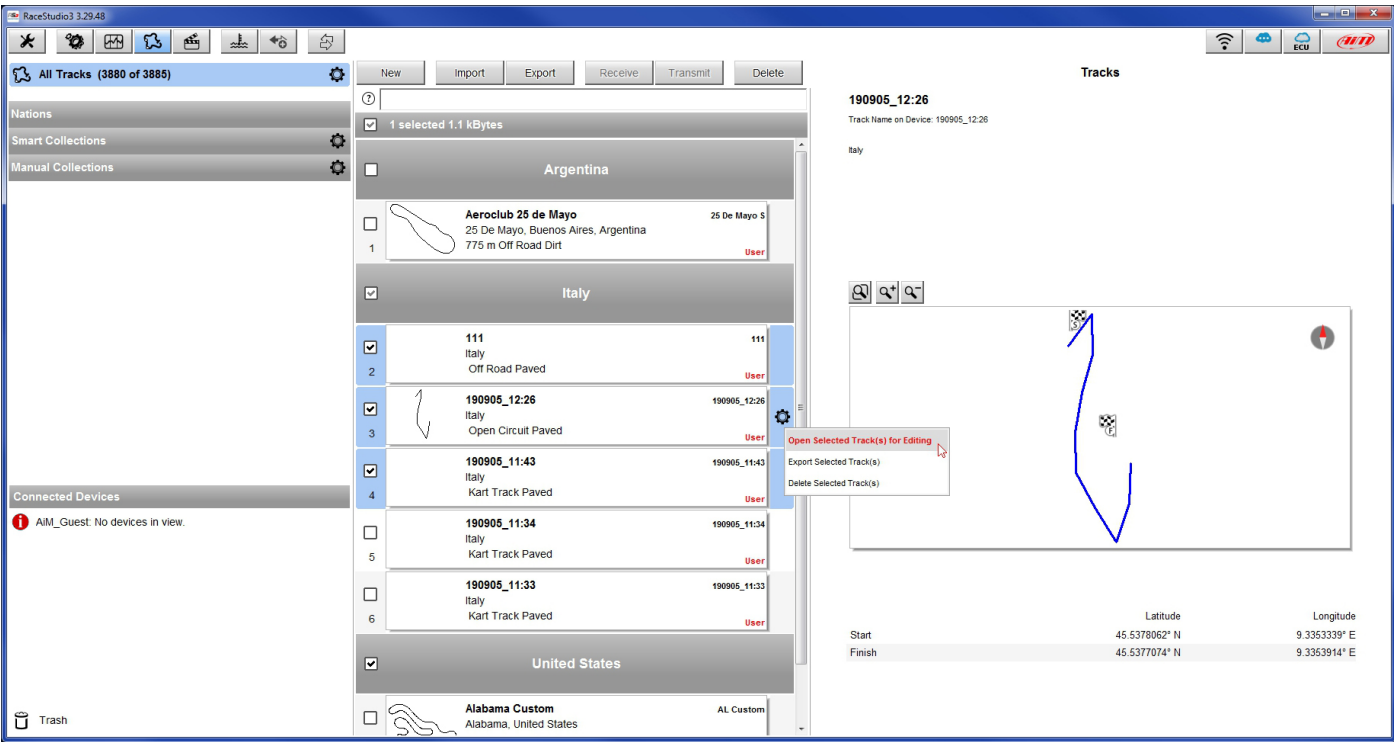 RaceStudio3 3.29.48
ECU
AiM
All Tracks (3880 of 3885)
Nations
Smart Collections
Manual Collections
Connected Devices
AiM_Guest: No devices in view.
Trash
New Import Export Receive Transmit Delete
?
1 selected 1.1 kBytes
Argentina
Aeroclub 25 de Mayo 25 De Mayo S
25 De Mayo, Buenos Aires, Argentina
775 m Off Road Dirt
1 User
Italy
111 111
Italy
Off Road Paved
2 User
190905_12:26 190905_12:26
Italy
Open Circuit Paved
3 User
190905_11:43 190905_11:43
Italy
Kart Track Paved
4 User
190905_11:34 190905_11:34
Italy
Kart Track Paved
5 User
190905_11:33 190905_11:33
Italy
Kart Track Paved
6 User
United States
Alabama Custom AL Custom
Alabama, United States
Open Selected Track(s) for Editing
Export Selected Track(s)
Delete Selected Track(s)
Tracks
190905_12:26
Track Name on Device: 190905_12:26
Italy
S
F
Latitude Longitude
Start 45.5378062° N 9.3353339° E
Finish 45.5377074° N 9.3353914° E